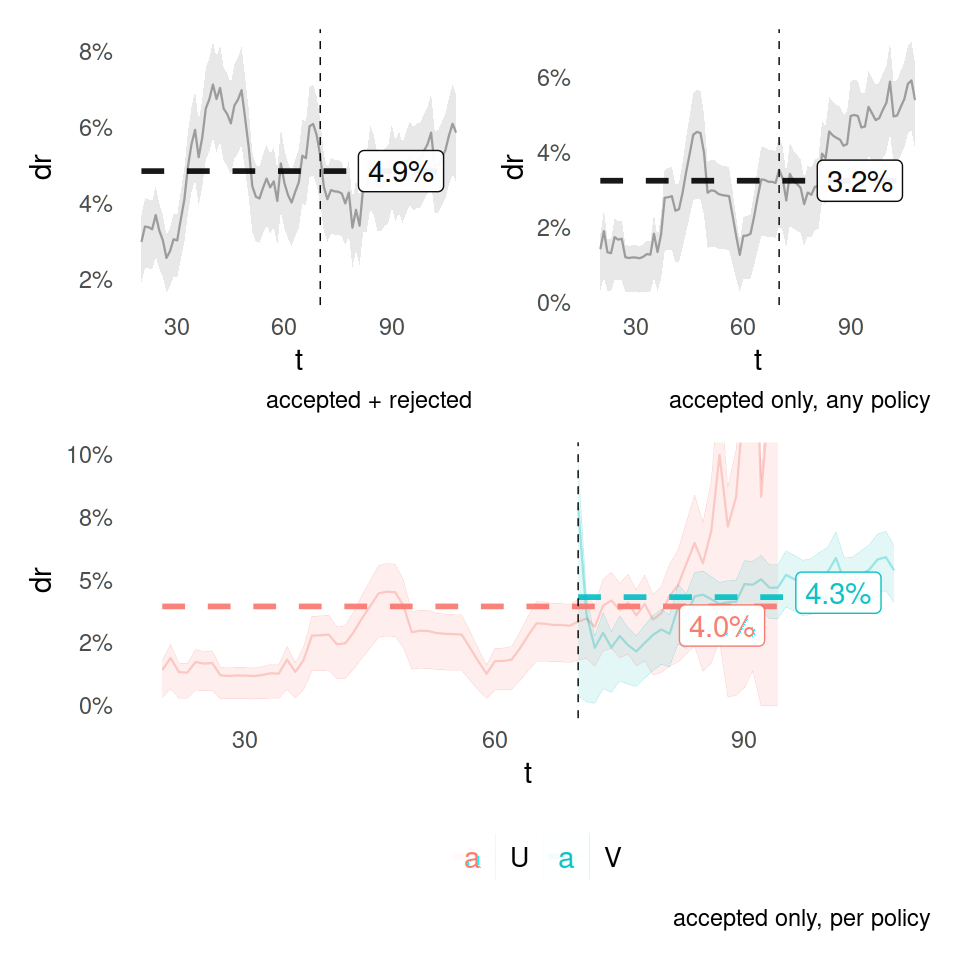 8%
6%
4%
2%
dr
4.9%
30 60 90
t
accepted + rejected
6%
4%
2%
0%
dr
3.2%
30 60 90
t
accepted only, any policy
10%
8%
5%
2%
0%
dr
4.3%
4.0%
30 60 90
t
a U a V
accepted only, per policy